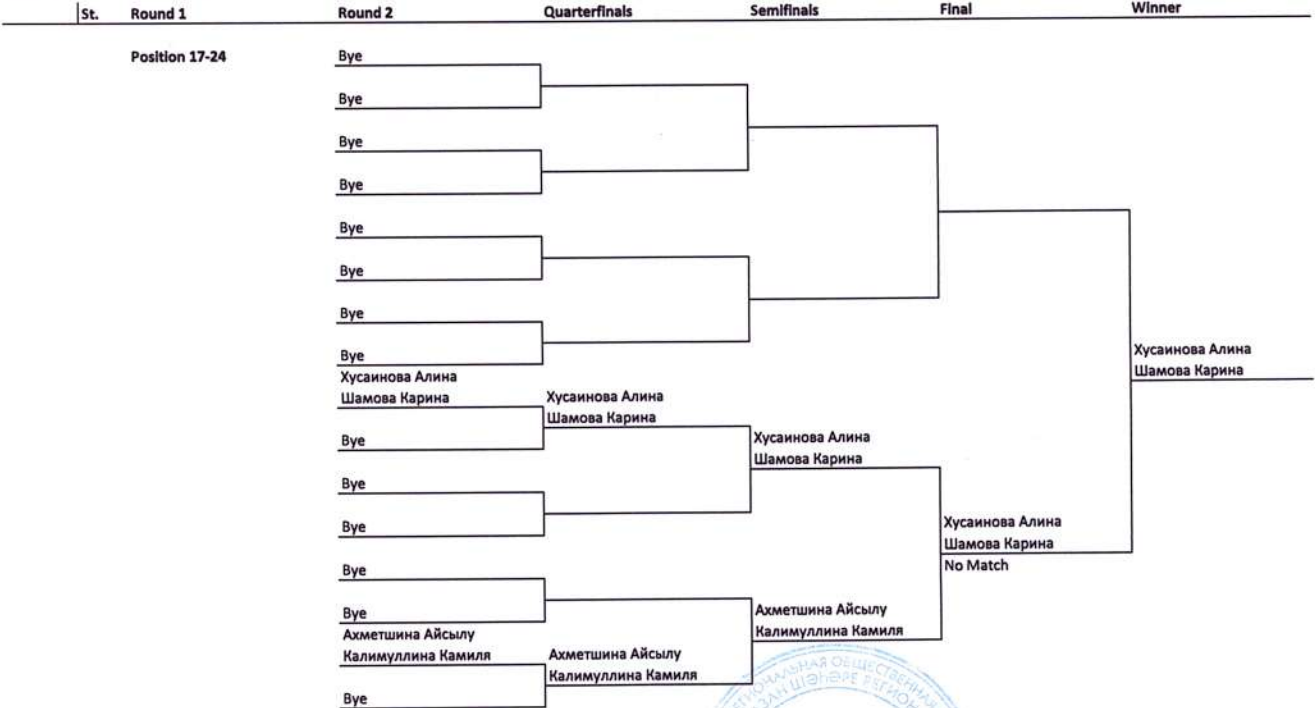 St. Round 1 Round 2 Quarterfinals Semifinals Final Winner
Position 17-24
Bye
Bye
Bye
Bye
Bye
Bye
Bye
Bye
Хусаинова Алина
Шамова Карина
Хусаинова Алина
Шамова Карина
Хусаинова Алина
Шамова Карина
Bye
Хусаинова Алина
Шамова Карина
Bye
Bye
Хусаинова Алина
Шамова Карина
No Match
Bye
Bye
Ахметшина Айсылу
Калимуллина Камиля
Ахметшина Айсылу
Калимуллина Камиля
Ахметшина Айсылу
Калимуллина Камиля
Bye